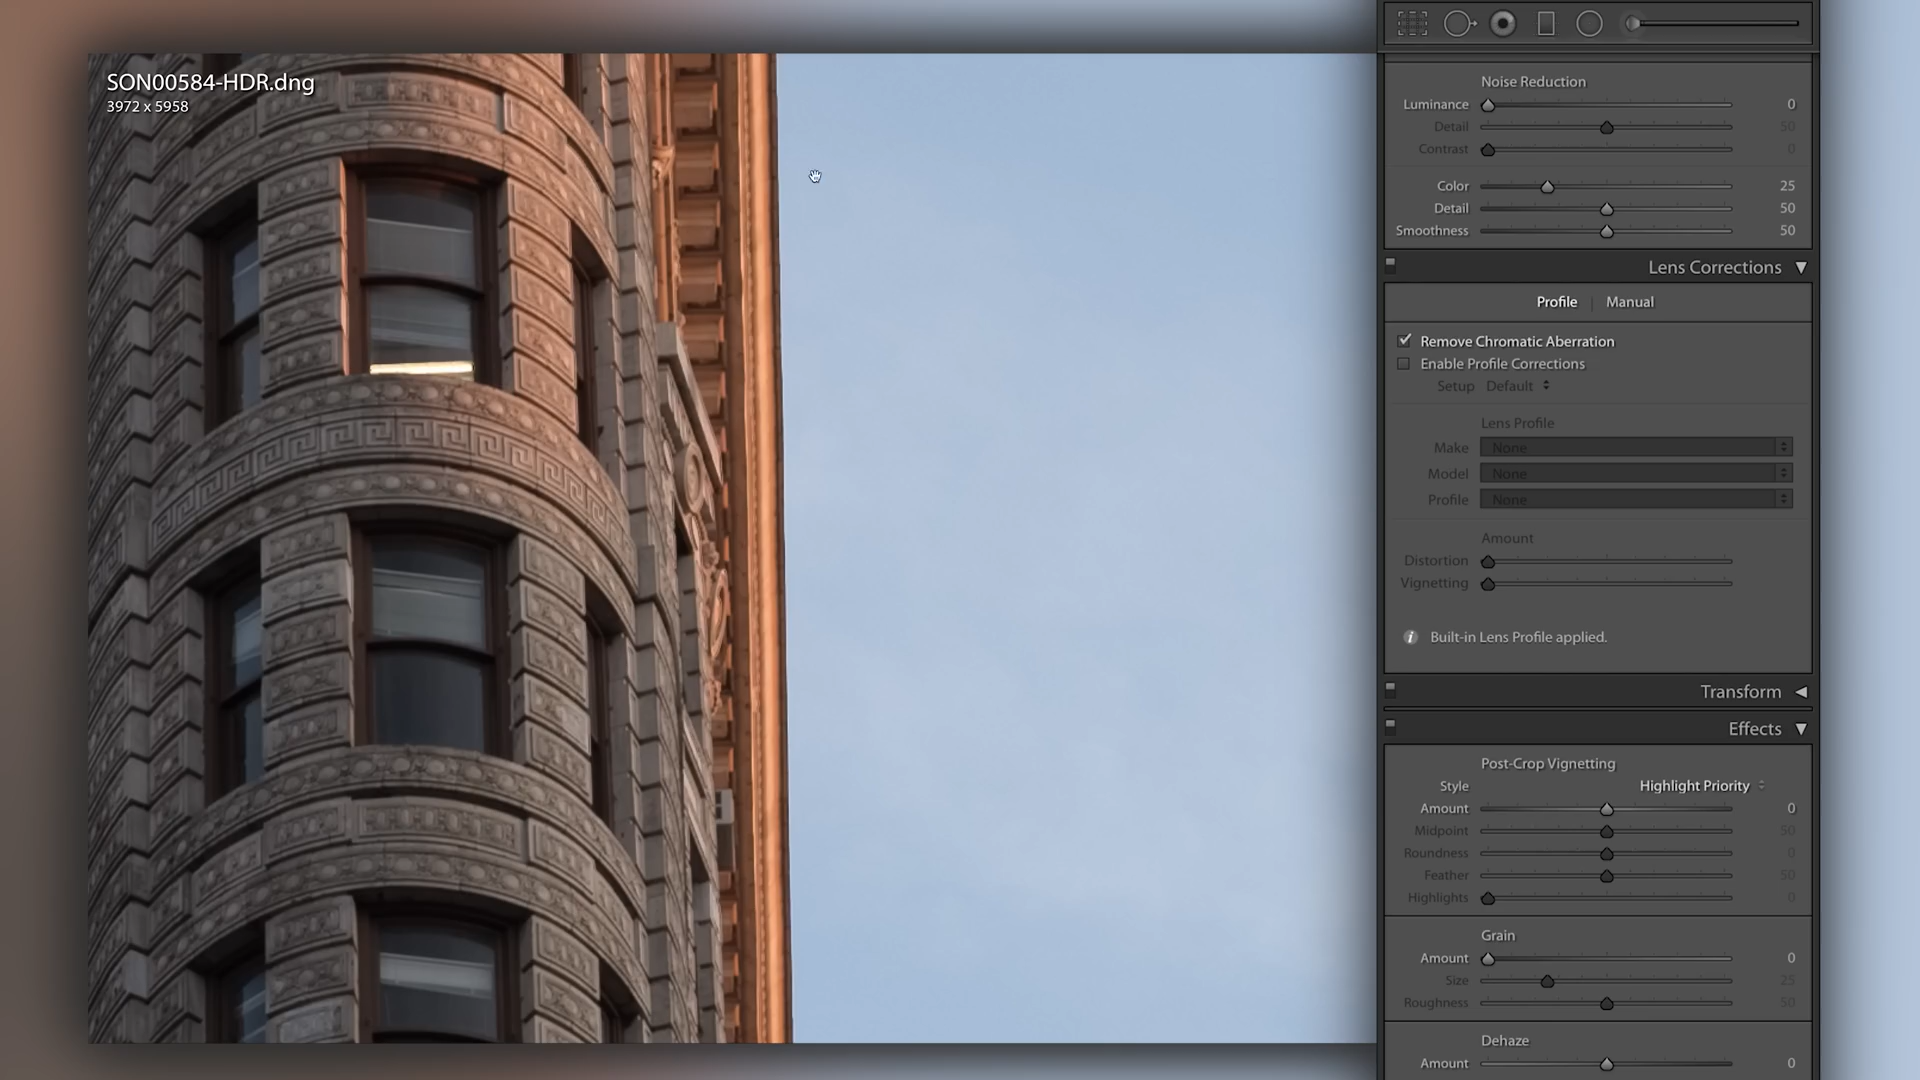 SON00584-HDR.dng
3972 x 5958
Noise Reduction
Luminance 0
Detail 50
Contrast 0
Color 25
Detail 50
Smoothness 50
Lens Corrections
Profile | Manual
Remove Chromatic Aberration
Enable Profile Corrections
Setup Default
Lens Profile
Make None
Model None
Profile None
Amount
Distortion
Vignetting
Built-in Lens Profile applied.
Transform
Effects
Post-Crop Vignetting
Style Highlight Priority
Amount 0
Midpoint 50
Roundness 0
Feather 50
Highlights 0
Grain
Amount 0
Size 25
Roughness 50
Dehaze
Amount 0